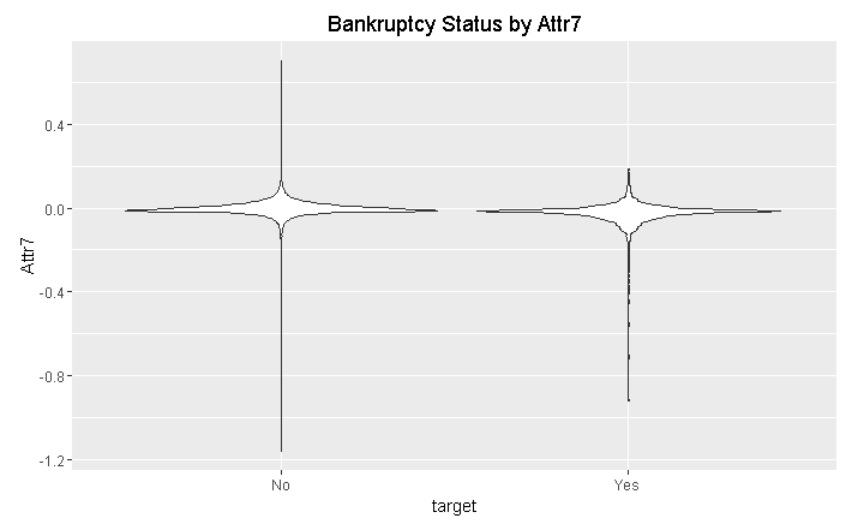 Bankruptcy Status by Attr7
0.4
0.0
-0.4
-0.8
-1.2
Attr7
No
Yes
target